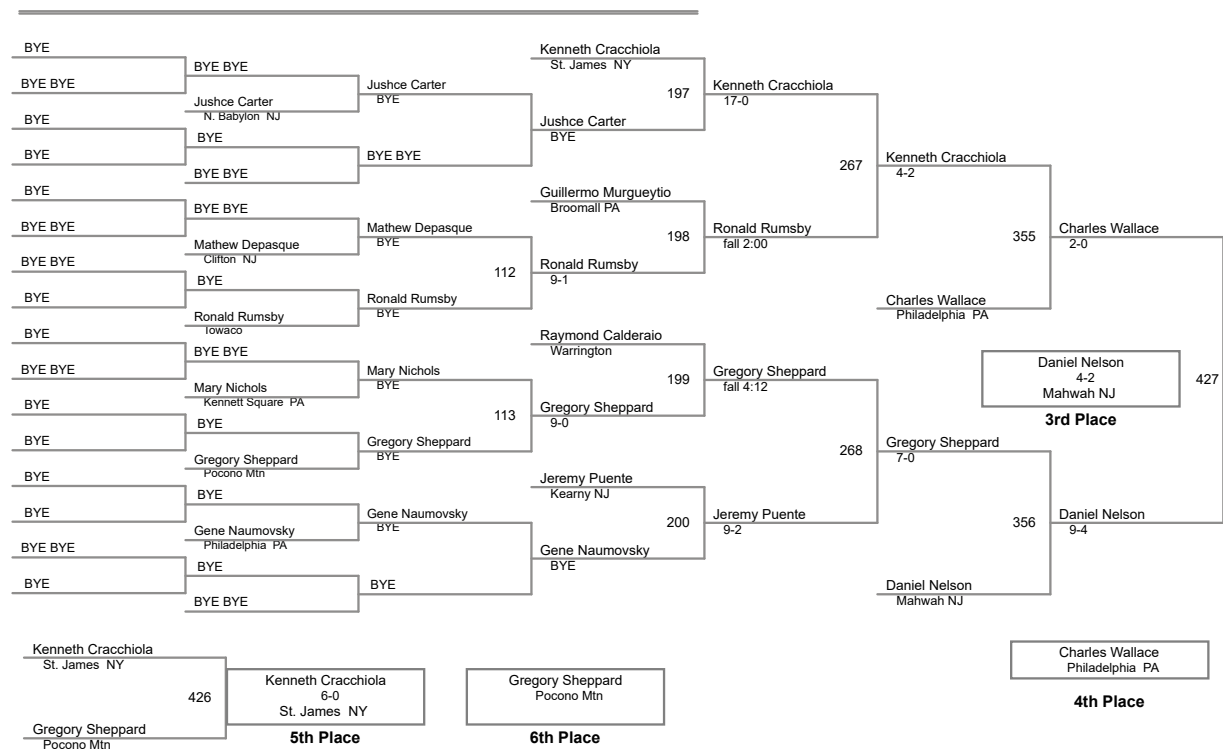 BYE
BYE BYE
BYE
BYE
BYE
BYE BYE
BYE BYE
BYE
BYE
BYE BYE
BYE
BYE
BYE
BYE
BYE BYE
BYE
BYE BYE
Jushce Carter
N. Babylon NJ
BYE
BYE BYE
BYE BYE
Mathew Depasque
Clifton NJ
BYE
Ronald Rumsby
Towaco
BYE BYE
Mary Nichols
Kennett Square PA
BYE
Gregory Sheppard
Pocono Mtn
BYE
Gene Naumovsky
Philadelphia PA
BYE
BYE BYE
Jushce Carter
BYE
BYE BYE
Mathew Depasque
BYE
112
Ronald Rumsby
BYE
Mary Nichols
BYE
113
Gregory Sheppard
BYE
Gene Naumovsky
BYE
BYE
Kenneth Cracchiola
St. James NY
197
Jushce Carter
BYE
Guillermo Murgueytio
Broomall PA
198
Ronald Rumsby
9-1
Raymond Calderaio
Warrington
199
Gregory Sheppard
9-0
Jeremy Puente
Kearny NJ
200
Gene Naumovsky
BYE
Kenneth Cracchiola
17-0
267
Ronald Rumsby
fall 2:00
Gregory Sheppard
fall 4:12
268
Jeremy Puente
9-2
Kenneth Cracchiola
4-2
355
Charles Wallace
Philadelphia PA
Gregory Sheppard
7-0
356
Daniel Nelson
Mahwah NJ
Charles Wallace
2-0
427
Daniel Nelson
9-4
Daniel Nelson
4-2
Mahwah NJ
3rd Place
Charles Wallace
Philadelphia PA
4th Place
Kenneth Cracchiola
St. James NY
426
Gregory Sheppard
Pocono Mtn
Kenneth Cracchiola
6-0
St. James NY
5th Place
Gregory Sheppard
Pocono Mtn
6th Place